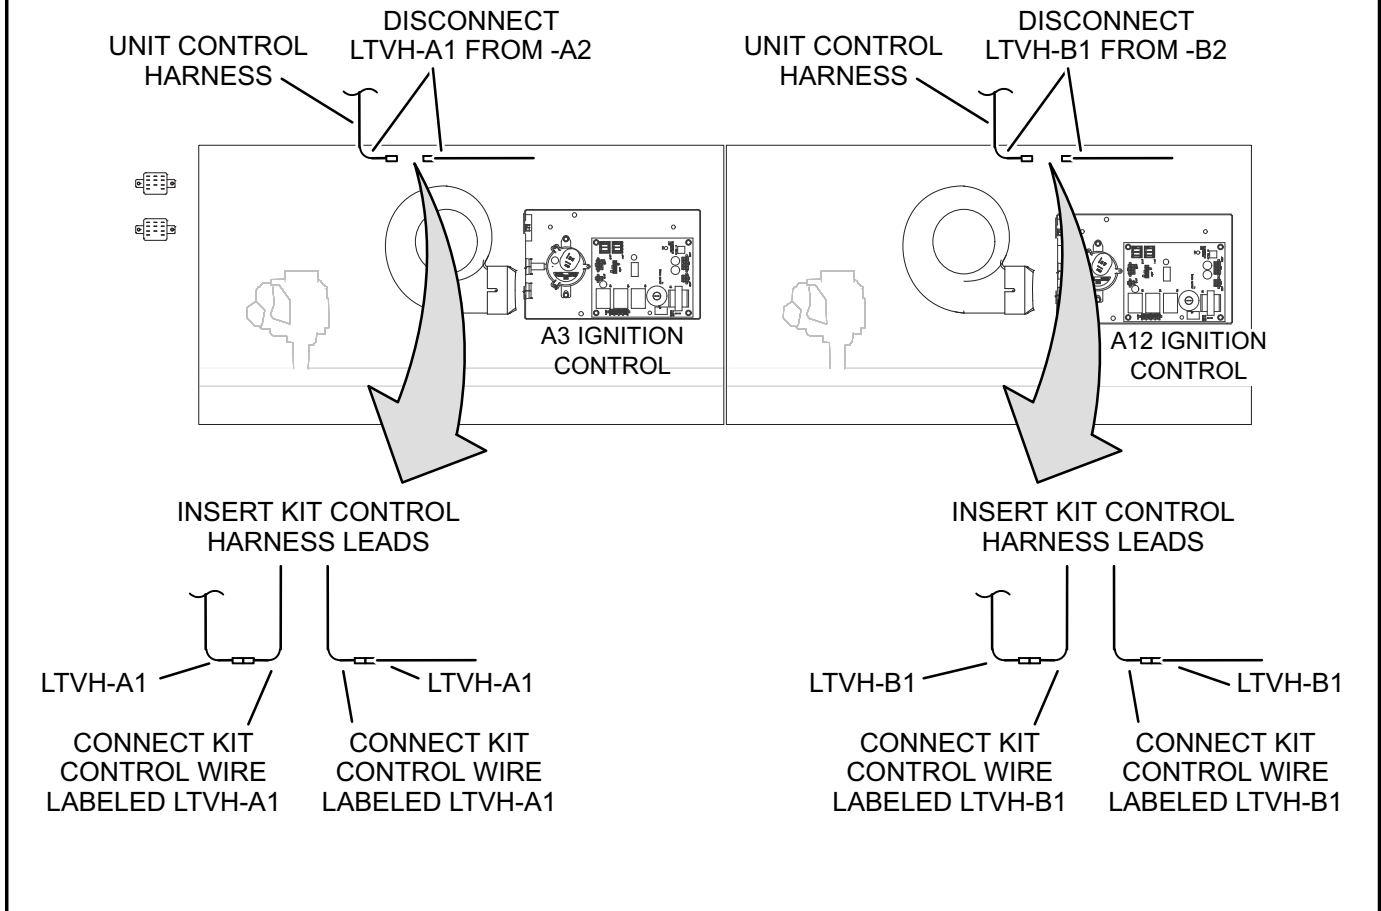 DISCONNECT
LTVH-A1 FROM -A2
UNIT CONTROL
HARNESS
DISCONNECT
LTVH-B1 FROM -B2
UNIT CONTROL
HARNESS
A3 IGNITION
CONTROL
A12 IGNITION
CONTROL
INSERT KIT CONTROL
HARNESS LEADS
INSERT KIT CONTROL
HARNESS LEADS
LTVH-A1
LTVH-A1
LTVH-B1
LTVH-B1
CONNECT KIT
CONTROL WIRE
LABELED LTVH-A1
CONNECT KIT
CONTROL WIRE
LABELED LTVH-A1
CONNECT KIT
CONTROL WIRE
LABELED LTVH-B1
CONNECT KIT
CONTROL WIRE
LABELED LTVH-B1